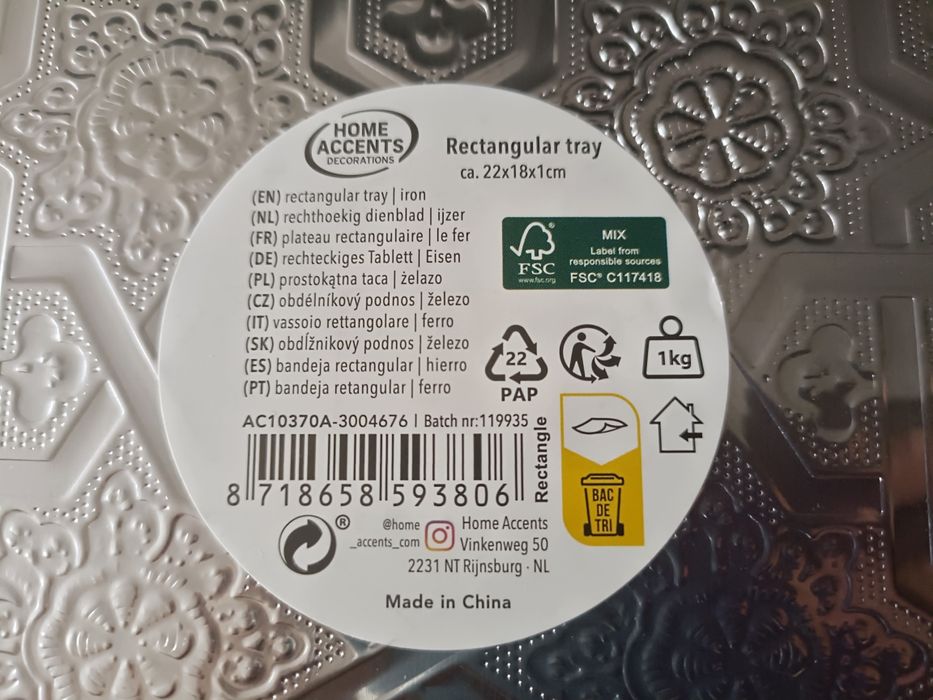 HOME
ACCENTS
DECORATIONS
Rectangular tray
ca. 22x18x1cm
(EN) rectangular tray | iron
(NL) rechthoekig dienblad | ijzer
(FR) plateau rectangulaire | le fer
(DE) rechteckiges Tablett | Eisen
(PL) prostokątna taca | żelazo
(CZ) obdélníkový podnos | železo
(IT) vassoio rettangolare | ferro
(SK) obdĺžnikový podnos | železo
(ES) bandeja rectangular | hierro
(PT) bandeja retangular | ferro
FSC
www.fsc.org
MIX
Label from
responsible sources
FSC® C117418
22
PAP
1kg
AC10370A-3004676 | Batch nr:119935
8 718658 593806
Rectangle
BAC
DE
TRI
®
@home
_accents_com
Home Accents
Vinkenweg 50
2231 NT Rijnsburg · NL
Made in China